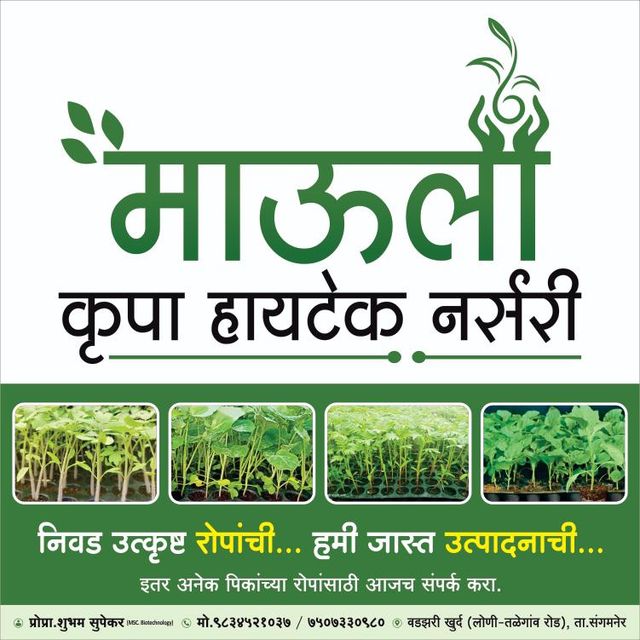 माऊली
कृपा हायटेक नर्सरी
निवड उत्कृष्ट रोपांची... हमी जास्त उत्पादनाची...
इतर अनेक पिकांच्या रोपांसाठी आजच संपर्क करा.
प्रोप्रा.शुभम सुपेकर (MSC. Biotechnology) मो.९८३४५२१०३७ / ७५०७३३०९८० वडझरी खुर्द (लोणी-तळेगांव रोड), ता.संगमनेर